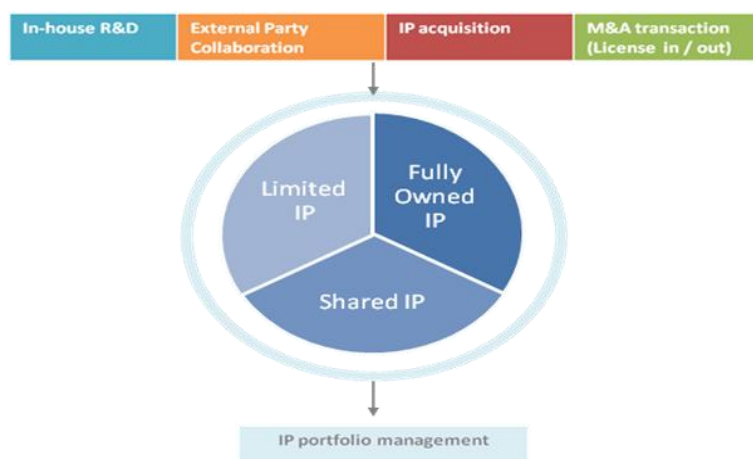 In-house R&D
External Party
Collaboration
IP acquisition
M&A transaction
(License in / out)
Limited
IP
Fully
Owned
IP
Shared IP
IP portfolio management